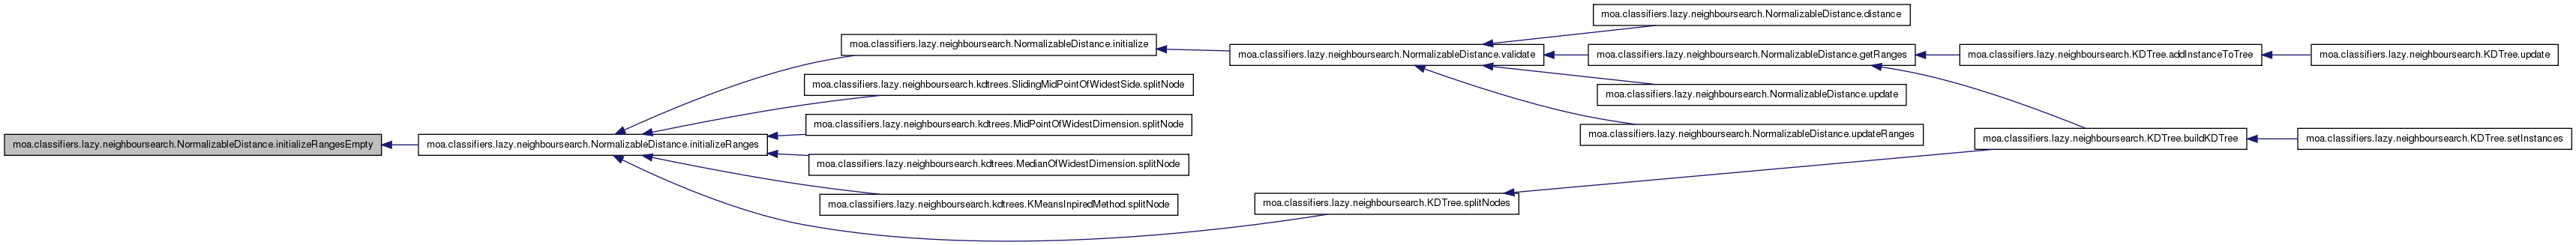 moa.classifiers.lazy.neighboursearch.NormalizableDistance.initializeRangesEmpty
moa.classifiers.lazy.neighboursearch.NormalizableDistance.initializeRanges
moa.classifiers.lazy.neighboursearch.NormalizableDistance.initialize
moa.classifiers.lazy.neighboursearch.kdtrees.SlidingMidPointOfWidestSide.splitNode
moa.classifiers.lazy.neighboursearch.kdtrees.MidPointOfWidestDimension.splitNode
moa.classifiers.lazy.neighboursearch.kdtrees.MedianOfWidestDimension.splitNode
moa.classifiers.lazy.neighboursearch.kdtrees.KMeansInpiredMethod.splitNode
moa.classifiers.lazy.neighboursearch.NormalizableDistance.validate
moa.classifiers.lazy.neighboursearch.KDTree.splitNodes
moa.classifiers.lazy.neighboursearch.NormalizableDistance.distance
moa.classifiers.lazy.neighboursearch.NormalizableDistance.getRanges
moa.classifiers.lazy.neighboursearch.NormalizableDistance.update
moa.classifiers.lazy.neighboursearch.NormalizableDistance.updateRanges
moa.classifiers.lazy.neighboursearch.KDTree.addInstanceToTree
moa.classifiers.lazy.neighboursearch.KDTree.buildKDTree
moa.classifiers.lazy.neighboursearch.KDTree.update
moa.classifiers.lazy.neighboursearch.KDTree.setInstances